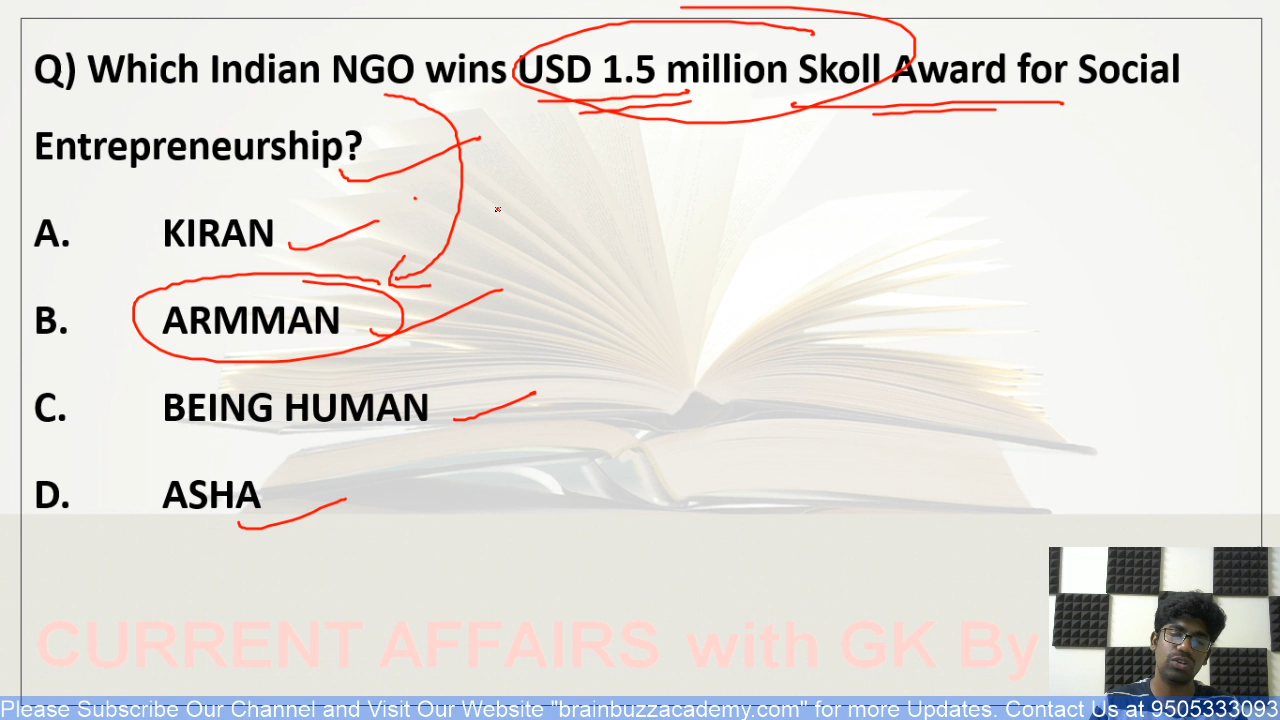 Q) Which Indian NGO wins USD 1.5 million Skoll Award for Social
Entrepreneurship?
A. KIRAN
B. ARMMAN
C. BEING HUMAN
D. ASHA
CURRENT AFFAIRS with GK By
Please Subscribe Our Channel and Visit Our Website "brainbuzzacademy.com" for more Updates. Contact Us at 9505333093